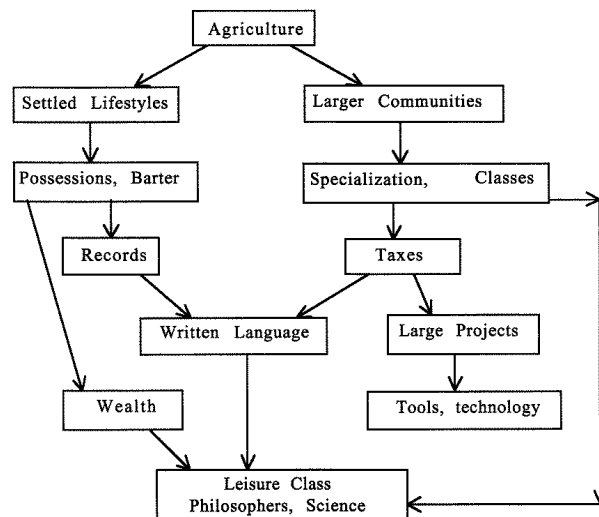 Agriculture
Settled Lifestyles
Larger Communities
Possessions, Barter
Specialization, Classes
Records
Taxes
Written Language
Large Projects
Wealth
Tools, technology
Leisure Class
Philosophers, Science